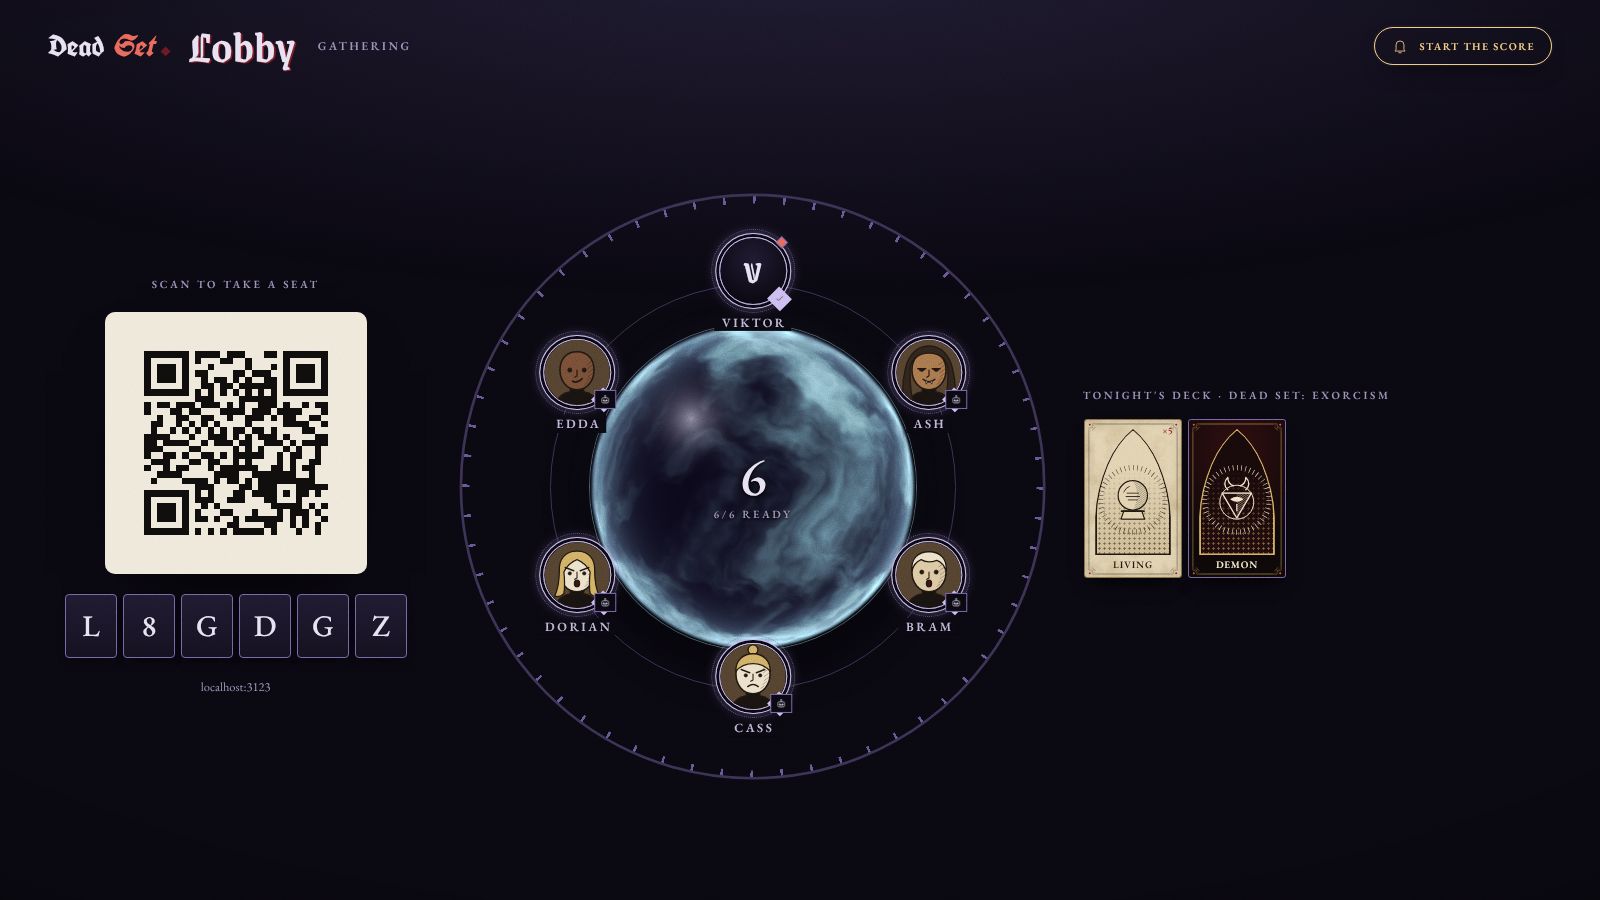 Dead Set Lobby GATHERING
START THE SCORE
SCAN TO TAKE A SEAT
L 8 G D G Z
localhost:3123
V
VIKTOR
EDDA
ASH
6
6/6 READY
DORIAN
BRAM
CASS
TONIGHT'S DECK · DEAD SET: EXORCISM
×5
LIVING
DEMON